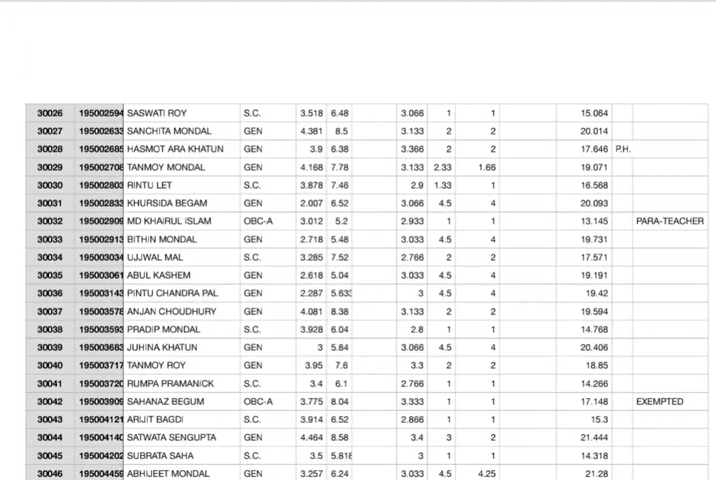 30026 195002594 SASWATI ROY S.C. 3.518 6.48 3.066 1 1 15.064
30027 195002633 SANCHITA MONDAL GEN 4.381 8.5 3.133 2 2 20.014
30028 195002685 HASMOT ARA KHATUN GEN 3.9 6.38 3.366 2 2 17.646 P.H.
30029 195002708 TANMOY MONDAL GEN 4.168 7.78 3.133 2.33 1.66 19.071
30030 195002803 RINTU LET S.C. 3.878 7.46 2.9 1.33 1 16.568
30031 195002833 KHURSIDA BEGAM GEN 2.007 6.52 3.066 4.5 4 20.093
30032 195002909 MD KHAIRUL ISLAM OBC-A 3.012 5.2 2.933 1 1 13.145 PARA-TEACHER
30033 195002913 BITHIN MONDAL GEN 2.718 5.48 3.033 4.5 4 19.731
30034 195003034 UJJWAL MAL S.C. 3.285 7.52 2.766 2 2 17.571
30035 195003061 ABUL KASHEM GEN 2.618 5.04 3.033 4.5 4 19.191
30036 195003143 PINTU CHANDRA PAL GEN 2.287 5.633 3 4.5 4 19.42
30037 195003578 ANJAN CHOUDHURY GEN 4.081 8.38 3.133 2 2 19.594
30038 195003593 PRADIP MONDAL S.C. 3.928 6.04 2.8 1 1 14.768
30039 195003683 JUHINA KHATUN GEN 3 5.84 3.066 4.5 4 20.406
30040 195003717 TANMOY ROY GEN 3.95 7.6 3.3 2 2 18.85
30041 195003720 RUMPA PRAMANICK S.C. 3.4 6.1 2.766 1 1 14.266
30042 195003909 SAHANAZ BEGUM OBC-A 3.775 8.04 3.333 1 1 17.148 EXEMPTED
30043 195004121 ARIJIT BAGDI S.C. 3.914 6.52 2.866 1 1 15.3
30044 195004140 SATWATA SENGUPTA GEN 4.464 8.58 3.4 3 2 21.444
30045 195004202 SUBRATA SAHA S.C. 3.5 5.818 3 1 1 14.318
30046 195004459 ABHIJEET MONDAL GEN 3.257 6.24 3.033 4.5 4.25 21.28